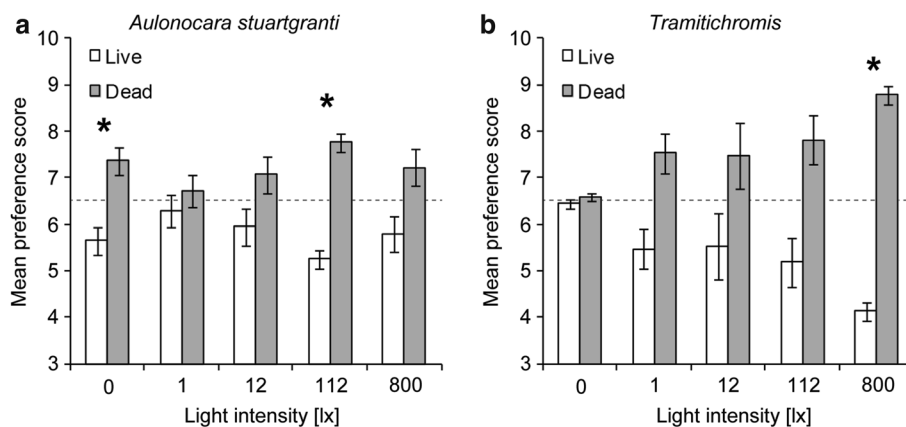 a Aulonocara stuartgranti
10
9
8
7
6
5
4
3
Mean preference score
Live
Dead
*
*
0 1 12 112 800
Light intensity [lx]
b Tramitichromis
10
9
8
7
6
5
4
3
Mean preference score
Live
Dead
*
0 1 12 112 800
Light intensity [lx]